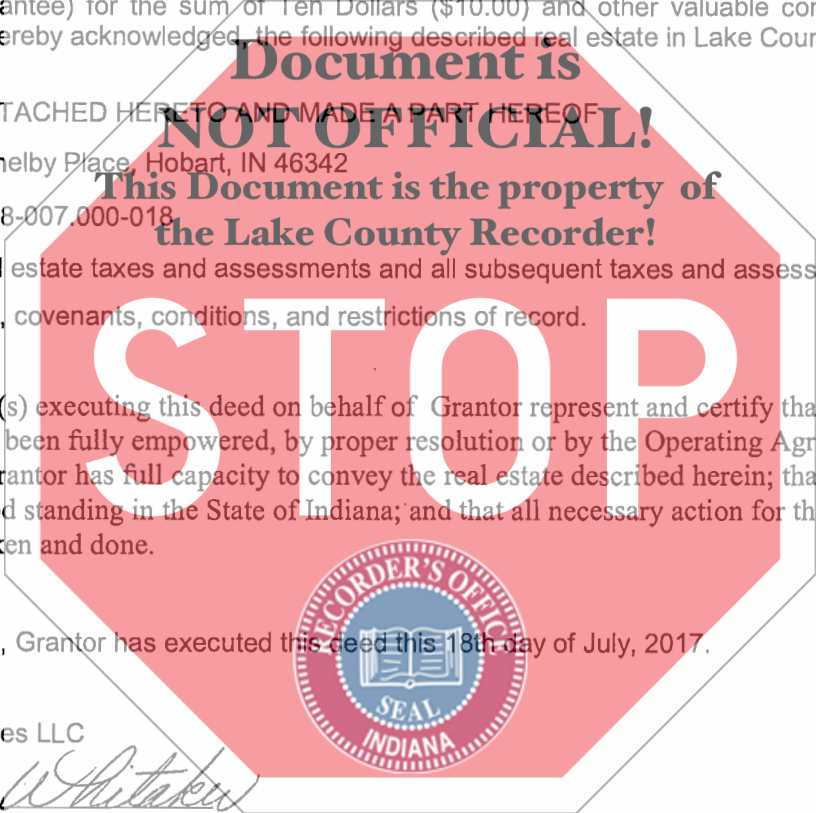 antee) for the sum of Ten Dollars ($10.00) and other valuable cor
ereby acknowledged, the following described real estate in Lake Cour
Document is
TACHED HERETO AND MADE A PART HEREOF
NOT OFFICIAL!
helby Place, Hobart, IN 46342
This Document is the property of
8-007.000-018
the Lake County Recorder!
l estate taxes and assessments and all subsequent taxes and assess
, covenants, conditions, and restrictions of record.
STOP
(s) executing this deed on behalf of Grantor represent and certify tha
been fully empowered, by proper resolution or by the Operating Agr
rantor has full capacity to convey the real estate described herein; tha
d standing in the State of Indiana; and that all necessary action for th
en and done.
RECORDER'S OFFICE
, Grantor has executed this deed this 18th day of July, 2017.
SEAL
INDIANA
es LLC
Whitaker